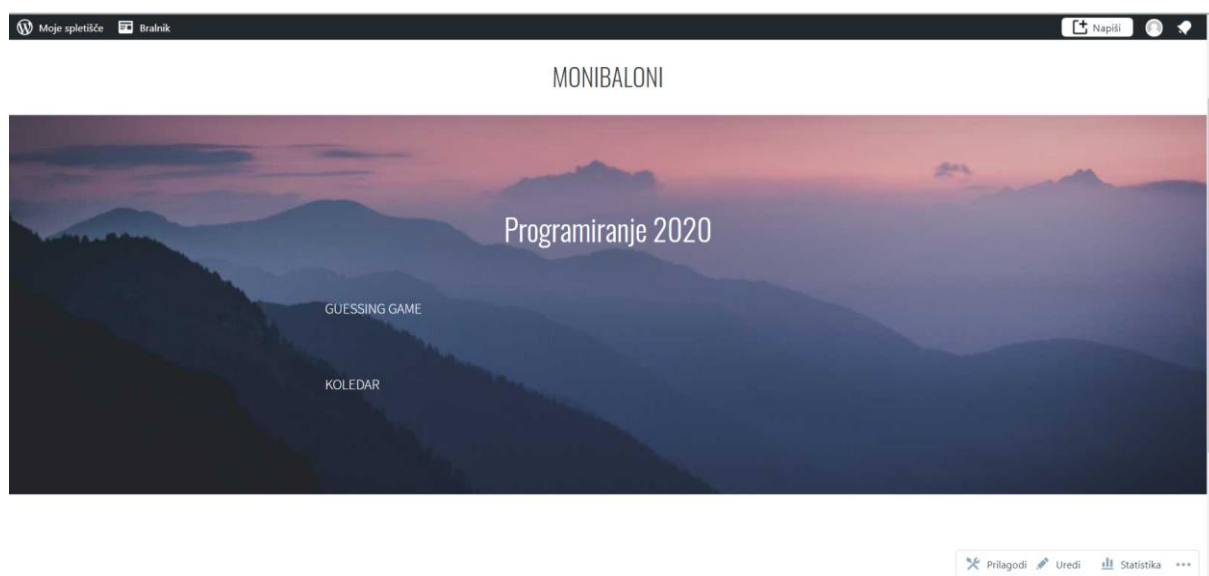 Moje spletišče Bralnik Napiši
MONIBALONI
Programiranje 2020
GUESSING GAME
KOLEDAR
Prilagodi Uredi Statistika